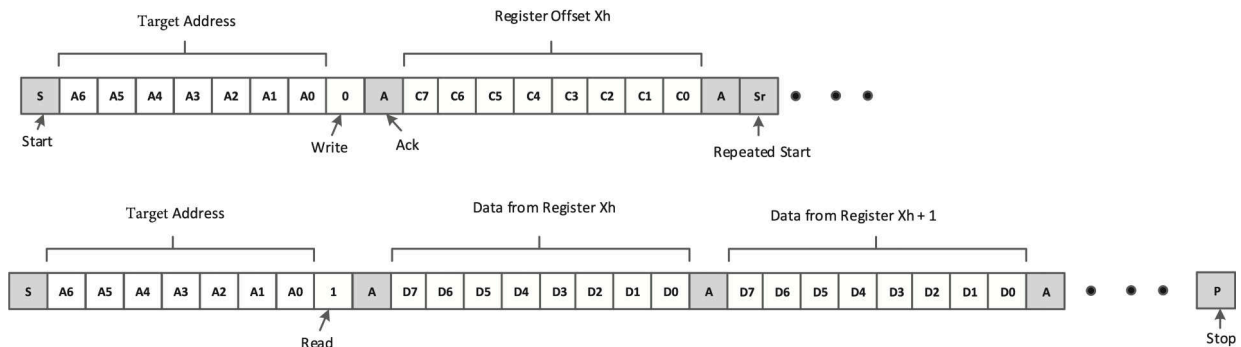 Target Address
Register Offset Xh
S A6 A5 A4 A3 A2 A1 A0 0 A C7 C6 C5 C4 C3 C2 C1 C0 A Sr
Start
Write
Ack
Repeated Start
Target Address
Data from Register Xh
Data from Register Xh + 1
S A6 A5 A4 A3 A2 A1 A0 1 A D7 D6 D5 D4 D3 D2 D1 D0 A D7 D6 D5 D4 D3 D2 D1 D0 A P
Read
Stop